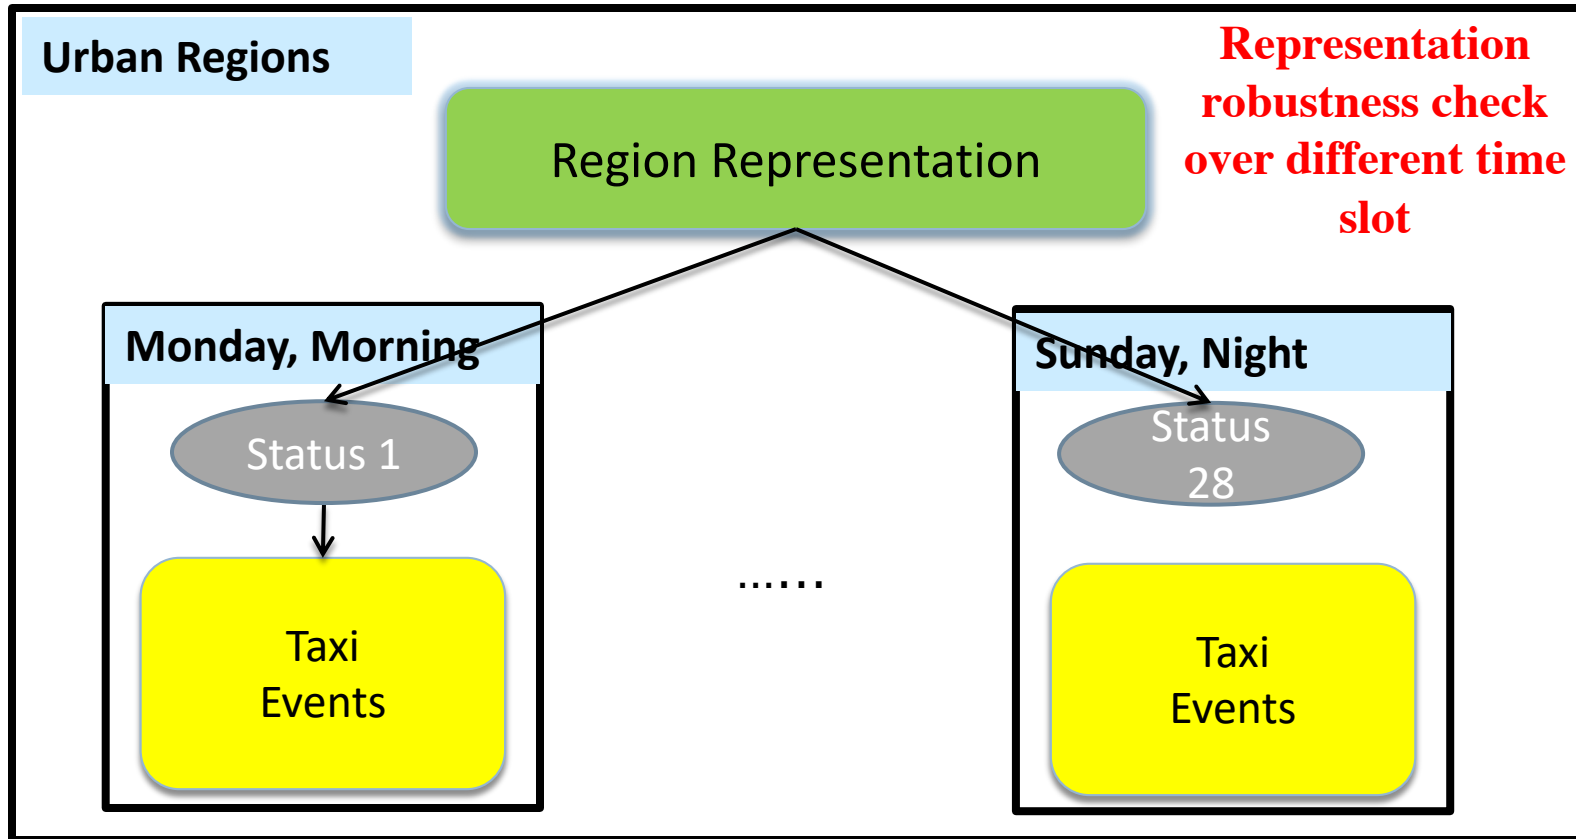 Urban Regions
Representation
robustness check
over different time
slot
Region Representation
Monday, Morning
Sunday, Night
Status 1
Status
28
......
Taxi
Events
Taxi
Events